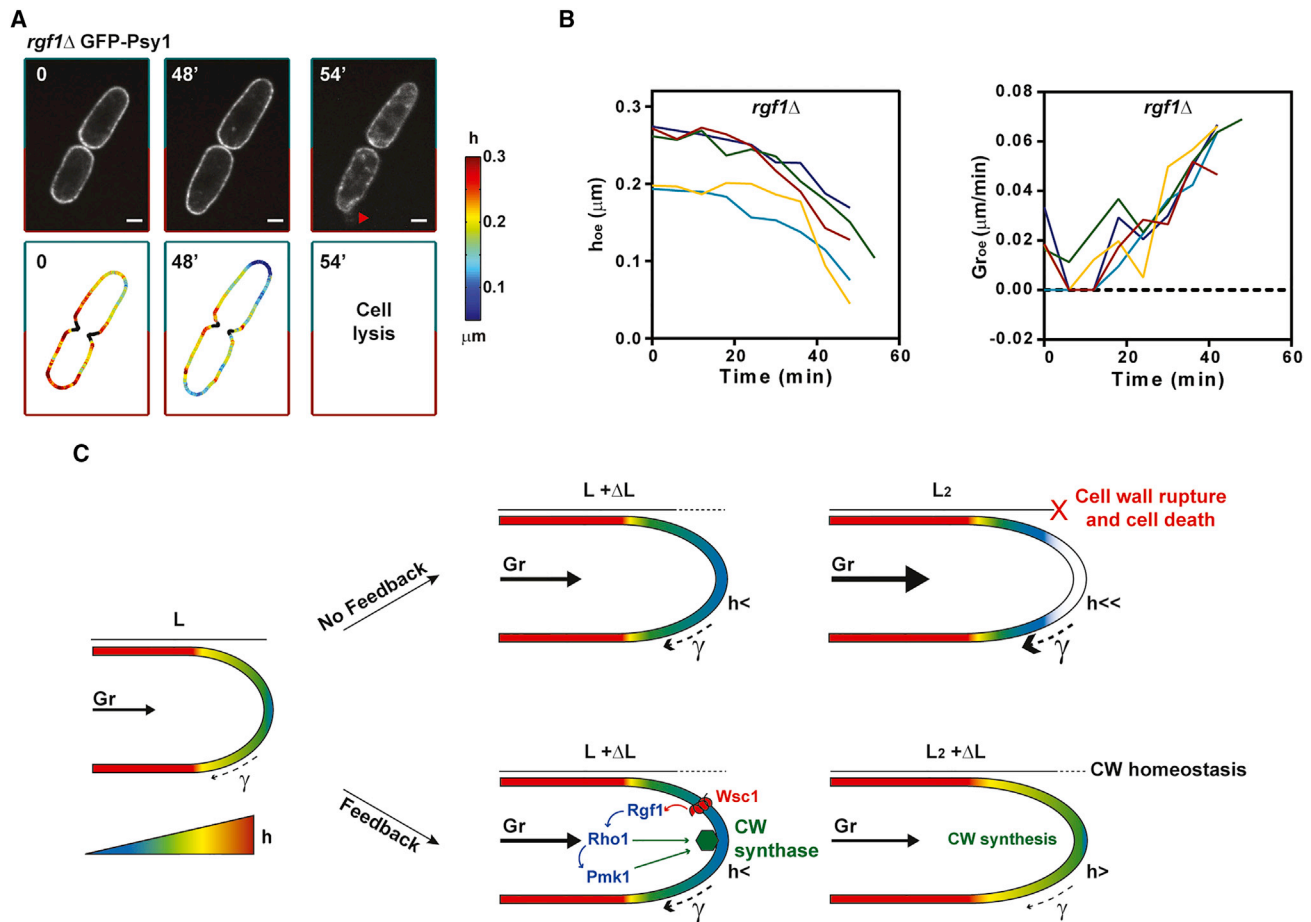 A
rgf1Δ GFP-Psy1
0
48'
54'
0
48'
54'
Cell
lysis
h
0.3
0.2
0.1
μm
B
rgf1Δ
hoe (μm)
0.3
0.2
0.1
0.0
0
20
40
60
Time (min)
rgf1Δ
Groe (μm/min)
0.08
0.06
0.04
0.02
0.00
-0.02
0
20
40
60
Time (min)
C
L
Gr
γ
h
No Feedback
L +ΔL
Gr
h<
γ
L2
X Cell wall rupture
and cell death
Gr
h<<
γ
Feedback
L +ΔL
Wsc1
Rgf1
Gr
Rho1
CW
synthase
Pmk1
h<
γ
L2 +ΔL
CW homeostasis
Gr
CW synthesis
h>
γ